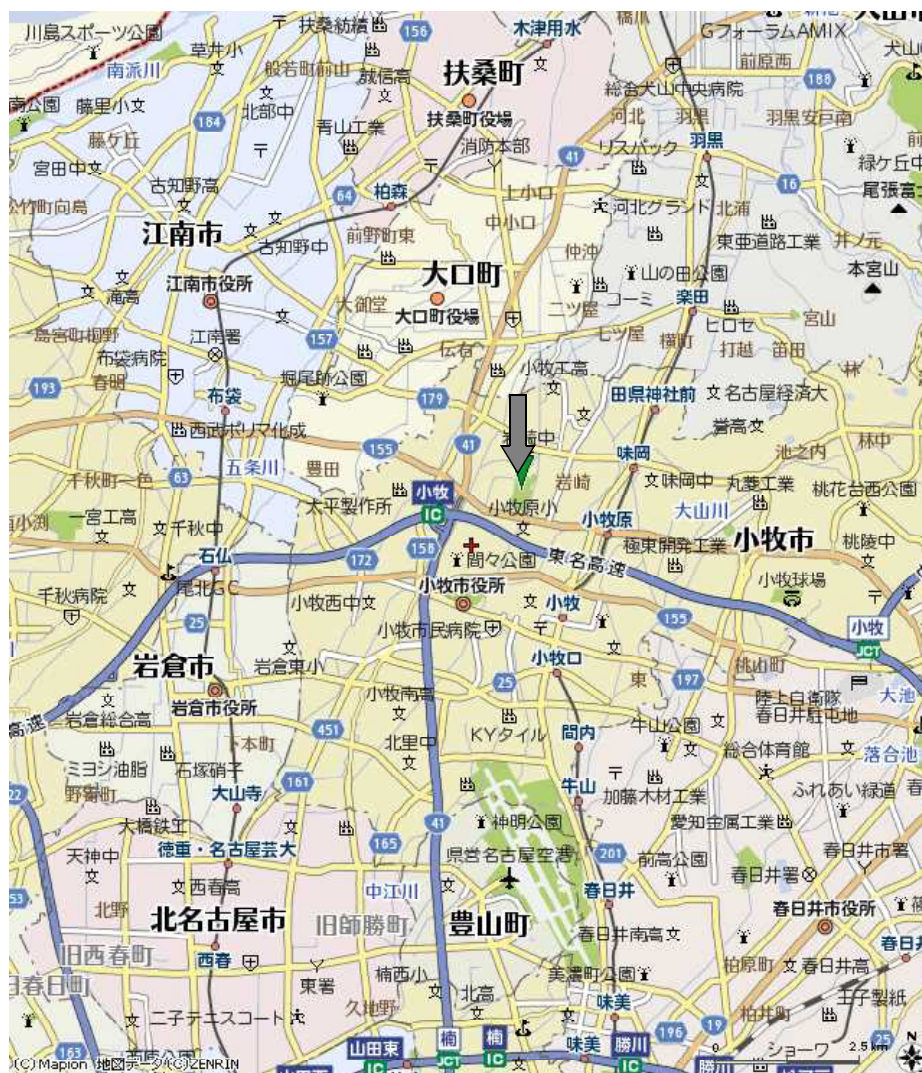 川島スポーツ公園
草井小
扶桑紡績
156
木津用水
GフォーラムAMIX
犬山
南派川
般若町前山
誠信高
扶桑町
前原西
188
藤里小
北部中
184
扶桑町役場
総合犬山中央病院
河北
羽黒
羽黒安戸南
藤ケ丘
青山工業
消防本部
41
リスパック
羽黒
宮田中
古知野高
64
柏森
上小口
16
緑ケ丘中
尾張富士
松竹町向島
江南市
古知野中
前野町東
中小口
河北グランド
北浦
仲沖
東亜道路工業
井ノ元
滝高
江南市役所
大口町
山の田公園
本宮山
大御堂
大口町役場
二ツ屋
コーミ
楽田
島宮町桐野
江南署
157
伝右
七ツ屋
横町
ヒロセ
宮山
布袋病院
打越
笛田
林
193
春明
堀尾跡公園
小牧工高
布袋
179
田県神社前
名古屋経済大
誉高
西武ポリマ化成
155
41
味岡
池之内
林中
五条川
豊田
岩崎
千秋町一色
63
小牧
IC
味岡中
丸菱工業
桃花台西公園
太平製作所
小牧原小
大山川
一宮工高
千秋中
小牧原
小牧市
桃陵中
石仏
158
極東開発工業
172
間々公園
東名高速
尾北GC
小牧市役所
小牧球場
千秋病院
小牧西中
小牧
155
小牧
JCT
25
小牧市民病院
岩倉市
岩倉東小
小牧口
桃山町
25
東
197
岩倉市役所
小牧南高
陸上自衛隊
春日井駐屯地
大池
高速
岩倉総合高
間内
牛山公園
451
北里中
KYタイル
総合体育館
落合池
下本町
ミヨシ油脂
石塚硝子
161
牛山
野寄町
大山寺
加藤木材工業
ふれあい緑道
22
大橋鉄工
41
神明公園
愛知金属工業
徳重・名古屋芸大
165
県営名古屋空港
201
天神中
前高公園
春日井市署
西春高
中江川
春日井
春日井署
153
北野
北名古屋市
旧師勝町
豊山町
春日井市役所
旧西春町
春日井南高
西春
柏原町
春日井高
東署
楠西小
美濃町公園
旧春日町
久地野
北高
味美
柏井町
王子製紙
二子テニスコート
196
19
山田東
楠
JCT
楠
IC
味美
勝川
IC
25
163
ショーワ
2.5km
勝川
N
(C)Mapion 地図データ(C)ZENRIN